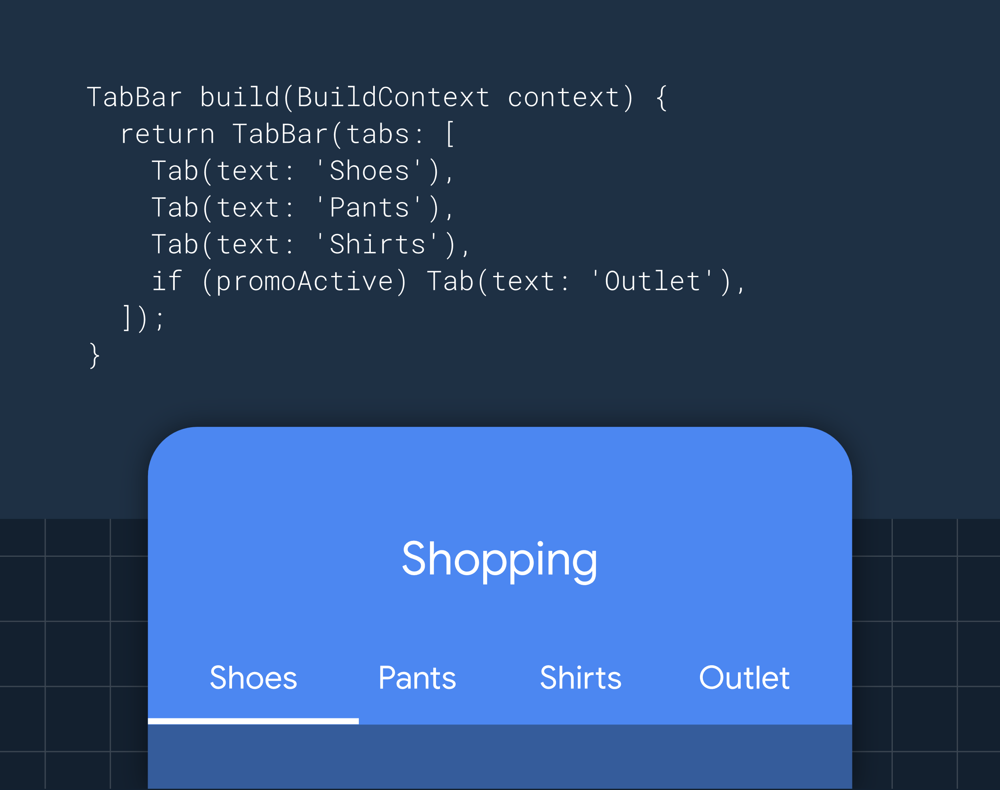 TabBar build(BuildContext context) {
  return TabBar(tabs: [
    Tab(text: 'Shoes'),
    Tab(text: 'Pants'),
    Tab(text: 'Shirts'),
    if (promoActive) Tab(text: 'Outlet'),
  ]);
}
Shopping
Shoes Pants Shirts Outlet